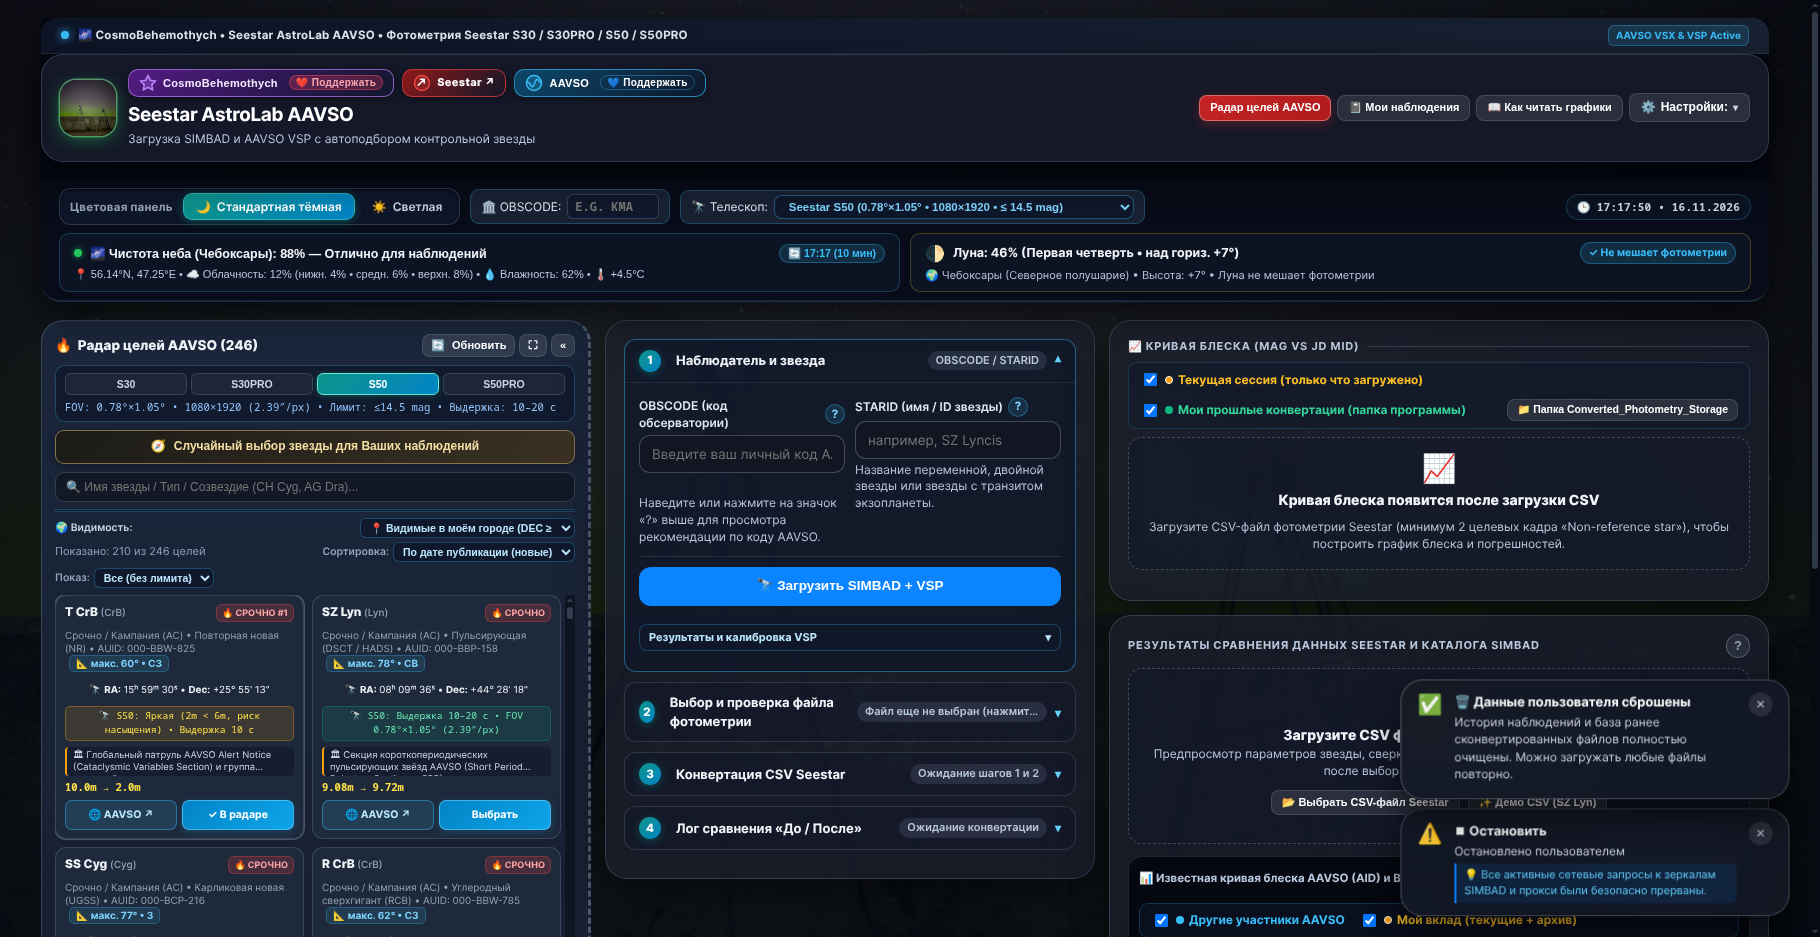 CosmoBehemothych • Seestar AstroLab AAVSO • Фотометрия Seestar S30 / S30PRO / S50 / S50PRO
AAVSO VSX & VSP Active
CosmoBehemothych ❤️ Поддержать
Seestar ↗
AAVSO 💙 Поддержать
Seestar AstroLab AAVSO
Загрузка SIMBAD и AAVSO VSP с автоподбором контрольной звезды
Радар целей AAVSO
Мои наблюдения
Как читать графики
Настройки: ▾
Цветовая панель
Стандартная тёмная
Светлая
OBSCODE: E.G. KMA
Телескоп: Seestar S50 (0.78°×1.05° • 1080×1920 • ≤ 14.5 mag)
17:17:50 • 16.11.2026
Чистота неба (Чебоксары): 88% — Отлично для наблюдений
17:17 (10 мин)
56.14°N, 47.25°E • ☁️ Облачность: 12% (нижн. 4% • средн. 6% • верхн. 8%) • 💧 Влажность: 62% • 🌡️ +4.5°C
Луна: 46% (Первая четверть • над гориз. +7°)
✓ Не мешает фотометрии
Чебоксары (Северное полушарие) • Высота: +7° • Луна не мешает фотометрии
Радар целей AAVSO (246)
Обновить
«
S30
S30PRO
S50
S50PRO
FOV: 0.78°×1.05° • 1080×1920 (2.39″/px) • Лимит: ≤14.5 mag • Выдержка: 10–20 с
Случайный выбор звезды для Ваших наблюдений
Имя звезды / Тип / Созвездие (CH Cyg, AG Dra)...
Видимость:
Видимые в моём городе (DEC ≥
Показано: 210 из 246 целей
Сортировка: По дате публикации (новые)
Показ: Все (без лимита)
T CrB (CrB)
СРОЧНО #1
Срочно / Кампания (AC) • Повторная новая
(NR) • AUID: 000-BBW-825
макс. 60° • СЗ
RA: 15ʰ 59ᵐ 30ˢ • Dec: +25° 55' 13"
S50: Яркая (2m < 6m, риск
насыщения) • Выдержка 10 с
Глобальный патруль AAVSO Alert Notice
(Cataclysmic Variables Section) и группа...
10.0m → 2.0m
AAVSO ↗
✓ В радаре
SZ Lyn (Lyn)
СРОЧНО
Срочно / Кампания (AC) • Пульсирующая
(DSCT / HADS) • AUID: 000-BBP-158
макс. 78° • СВ
RA: 08ʰ 09ᵐ 36ˢ • Dec: +44° 28' 18"
S50: Выдержка 10–20 с • FOV
0.78°×1.05° (2.39″/px)
Секция короткопериодических
пульсирующих звёзд AAVSO (Short Period...
9.08m → 9.72m
AAVSO ↗
Выбрать
SS Cyg (Cyg)
СРОЧНО
Срочно / Кампания (AC) • Карликовая новая
(UGSS) • AUID: 000-BCP-216
макс. 77° • З
R CrB (CrB)
СРОЧНО
Срочно / Кампания (AC) • Углеродный
сверхгигант (RCB) • AUID: 000-BBW-785
макс. 62° • СЗ
1 Наблюдатель и звезда
OBSCODE / STARID
OBSCODE (код
обсерватории)
?
Введите ваш личный код A.
Наведите или нажмите на значок
«?» выше для просмотра
рекомендации по коду AAVSO.
STARID (имя / ID звезды) ?
например, SZ Lyncis
Название переменной, двойной
звезды или звезды с транзитом
экзопланеты.
Загрузить SIMBAD + VSP
Результаты и калибровка VSP
2 Выбор и проверка файла
фотометрии
Файл еще не выбран (нажмит...
3 Конвертация CSV Seestar
Ожидание шагов 1 и 2
4 Лог сравнения «До / После»
Ожидание конвертации
КРИВАЯ БЛЕСКА (MAG VS JD MID)
Текущая сессия (только что загружено)
Мои прошлые конвертации (папка программы)
Папка Converted_Photometry_Storage
Кривая блеска появится после загрузки CSV
Загрузите CSV-файл фотометрии Seestar (минимум 2 целевых кадра «Non-reference star»), чтобы
построить график блеска и погрешностей.
РЕЗУЛЬТАТЫ СРАВНЕНИЯ ДАННЫХ SEESTAR И КАТАЛОГА SIMBAD
?
Загрузите CSV
Предпросмотр параметров звезды,
после выбор
Выбрать CSV-файл Seestar
Демо CSV (SZ Lyn)
Известная кривая блеска AAVSO (AID) и
Другие участники AAVSO
Мой вклад (текущие + архив)
Данные пользователя сброшены
История наблюдений и база ранее
сконвертированных файлов полностью
очищены. Можно загружать любые файлы
повторно.
Остановить
Остановлено пользователем
Все активные сетевые запросы к зеркалам
SIMBAD и прокси были безопасно прерваны.